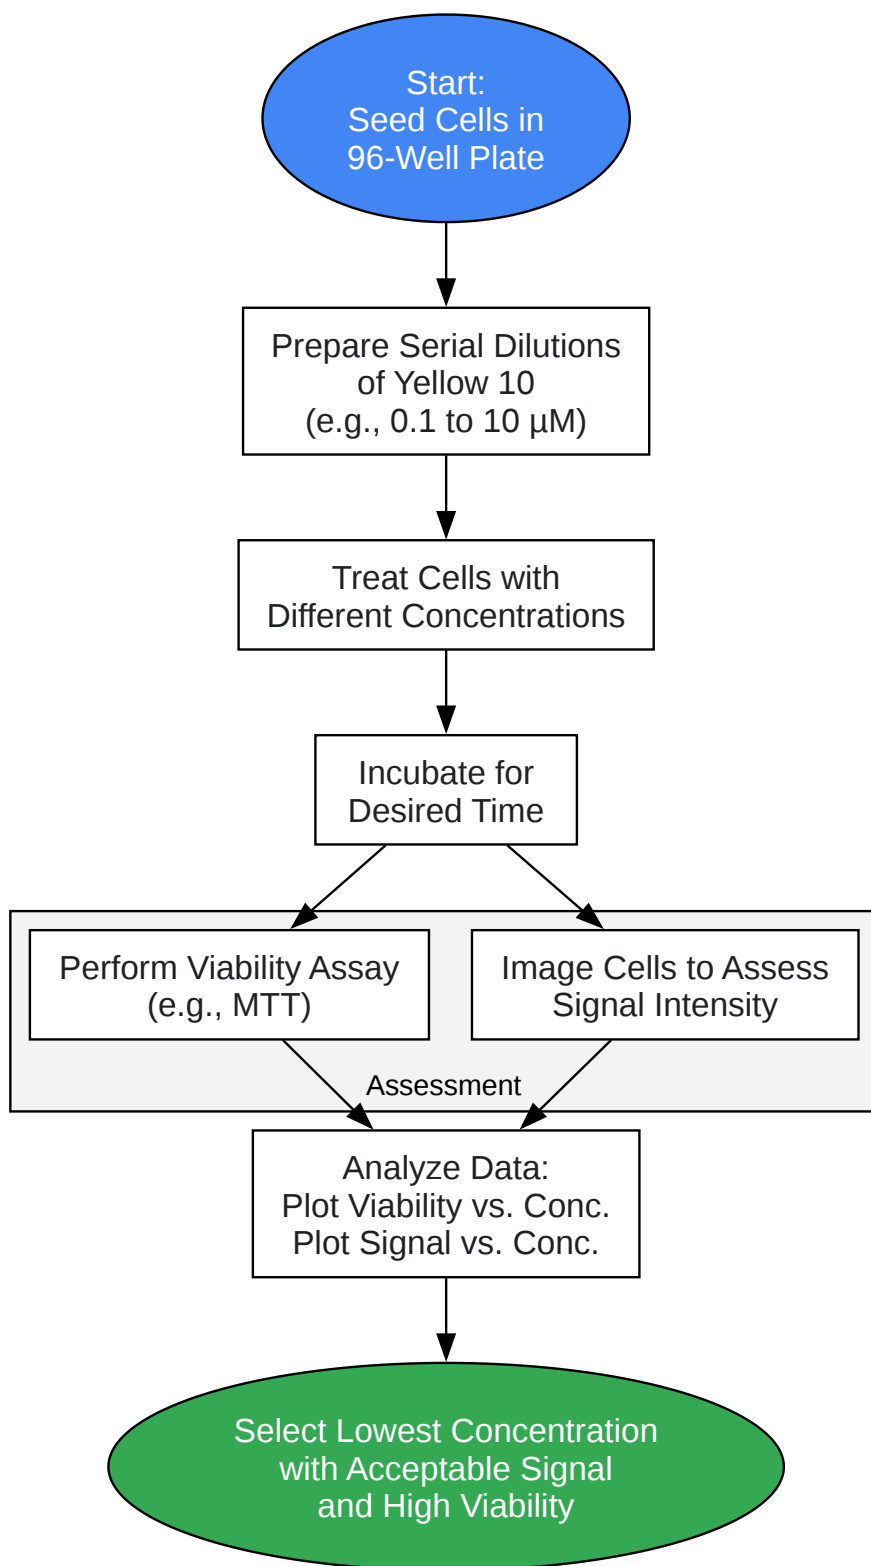 Start:
Seed Cells in
96-Well Plate
Prepare Serial Dilutions
of Yellow 10
(e.g., 0.1 to 10 µM)
Treat Cells with
Different Concentrations
Incubate for
Desired Time
Perform Viability Assay
(e.g., MTT)
Image Cells to Assess
Signal Intensity
Assessment
Analyze Data:
Plot Viability vs. Conc.
Plot Signal vs. Conc.
Select Lowest Concentration
with Acceptable Signal
and High Viability